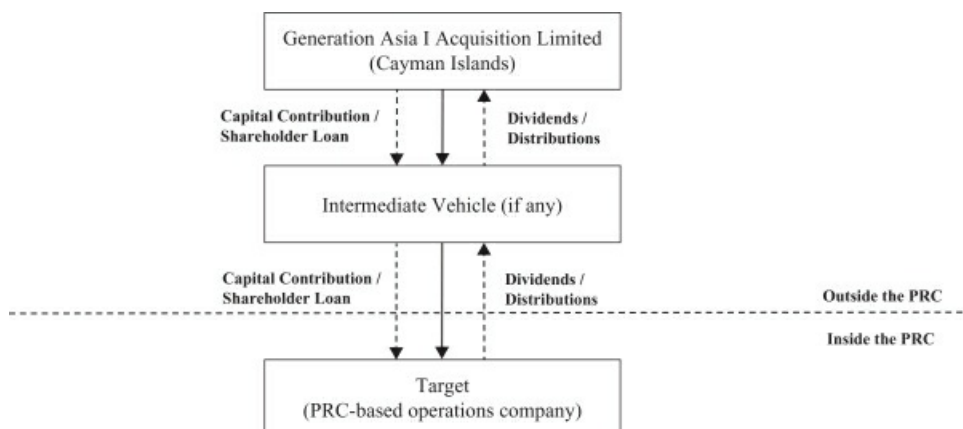 Generation Asia I Acquisition Limited
(Cayman Islands)
Capital Contribution /
Shareholder Loan
Dividends /
Distributions
Intermediate Vehicle (if any)
Capital Contribution /
Shareholder Loan
Dividends /
Distributions
Outside the PRC
Inside the PRC
Target
(PRC-based operations company)